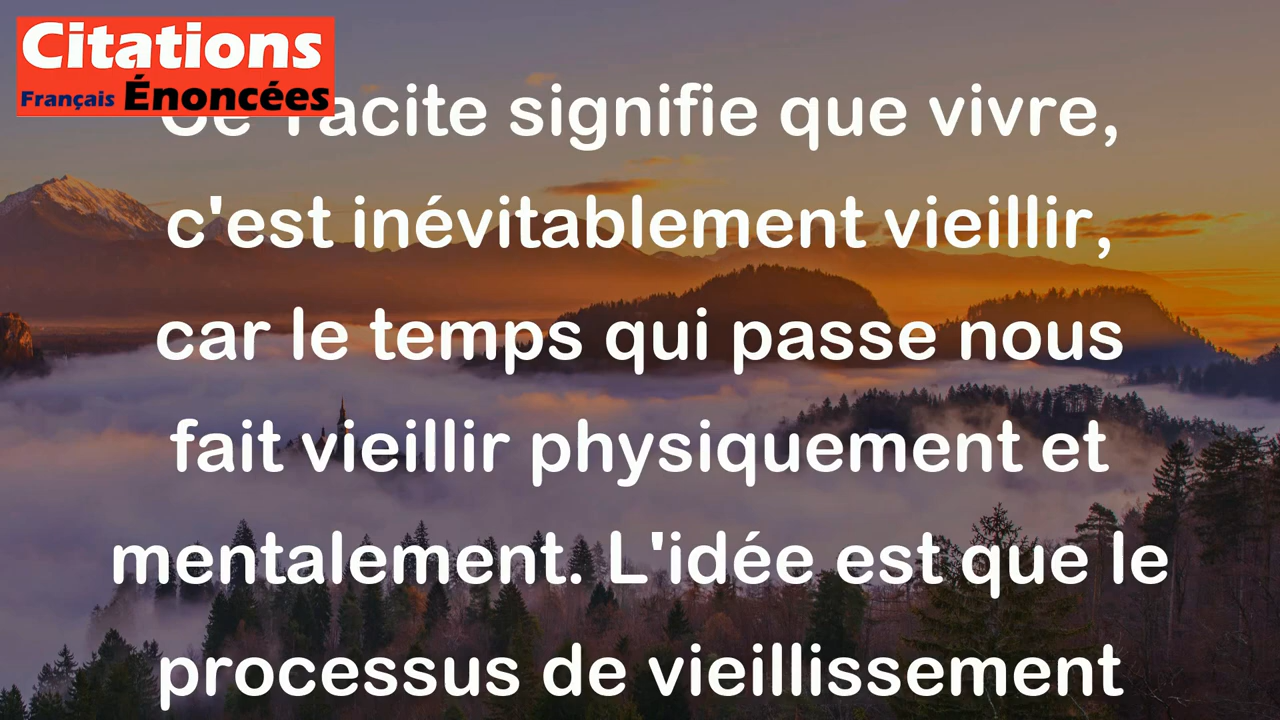 Citations
Français Énoncées
signifie que vivre,
c'est inévitablement vieillir,
car le temps qui passe nous
fait vieillir physiquement et
mentalement. L'idée est que le
processus de vieillissement